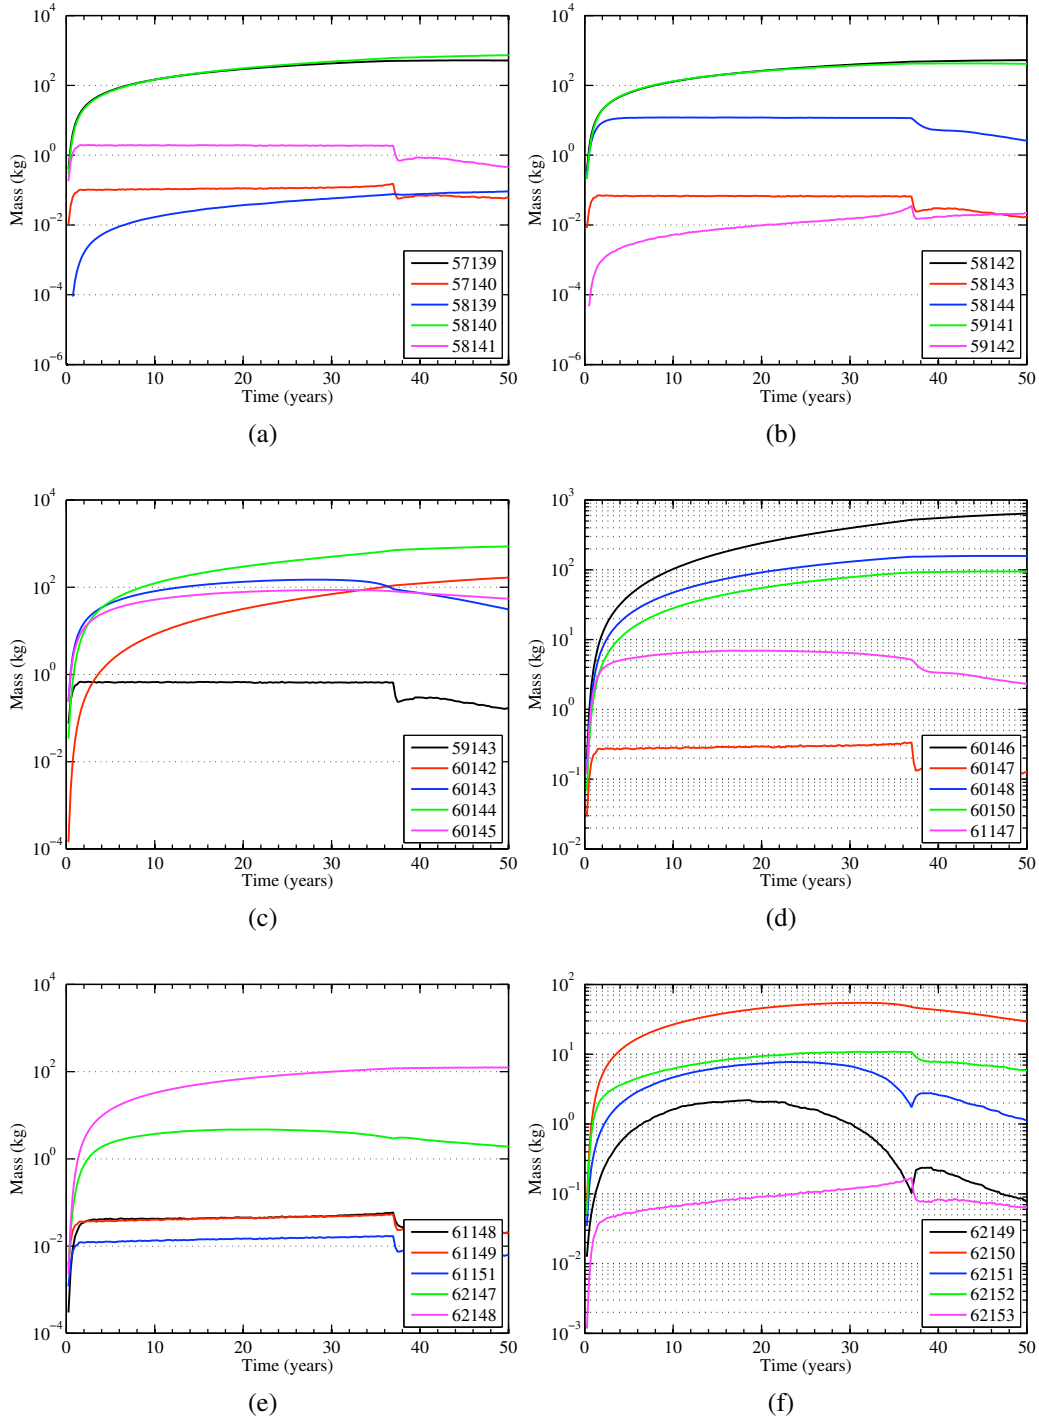 10^4
10^2
10^0
10^−2
10^−4
10^−6
Mass (kg)
0 10 20 30 40 50
Time (years)
57139
57140
58139
58140
58141
(a)
10^4
10^2
10^0
10^−2
10^−4
10^−6
Mass (kg)
0 10 20 30 40 50
Time (years)
58142
58143
58144
59141
59142
(b)
10^4
10^2
10^0
10^−2
10^−4
Mass (kg)
0 10 20 30 40 50
Time (years)
59143
60142
60143
60144
60145
(c)
10^3
10^2
10^1
10^0
10^−1
10^−2
Mass (kg)
0 10 20 30 40 50
Time (years)
60146
60147
60148
60150
61147
(d)
10^4
10^2
10^0
10^−2
10^−4
Mass (kg)
0 10 20 30 40 50
Time (years)
61148
61149
61151
62147
62148
(e)
10^2
10^1
10^0
10^−1
10^−2
10^−3
Mass (kg)
0 10 20 30 40 50
Time (years)
62149
62150
62151
62152
62153
(f)